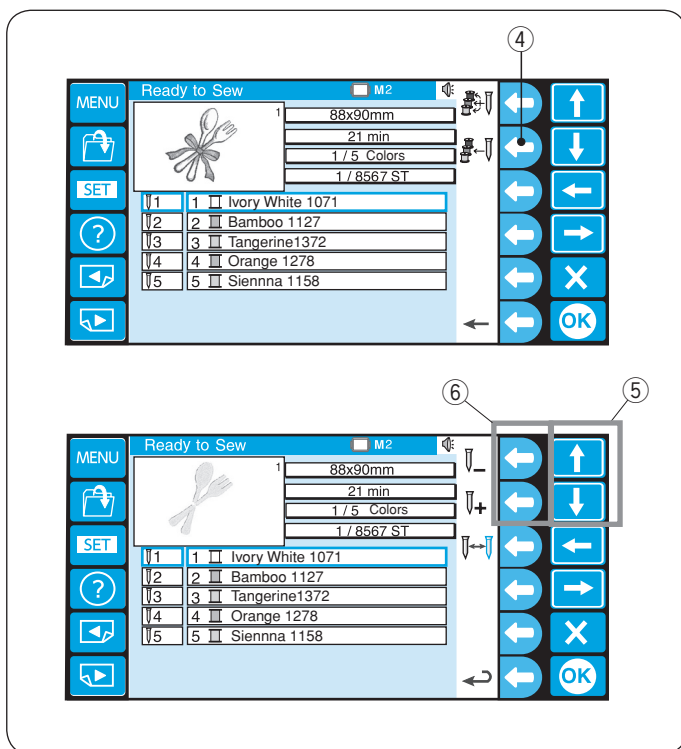 ④
MENU Ready to Sew M2
1 88x90mm
21 min
1 / 5 Colors
SET 1 / 8567 ST
1 1 Ivory White 1071
? 2 2 Bamboo 1127
3 3 Tangerine1372
4 4 Orange 1278
5 5 Siennna 1158
OK
⑥ ⑤
MENU Ready to Sew M2
1 88x90mm
21 min
1 / 5 Colors
1 / 8567 ST
SET
1 1 Ivory White 1071
? 2 2 Bamboo 1127
3 3 Tangerine1372
4 4 Orange 1278
5 5 Siennna 1158
OK